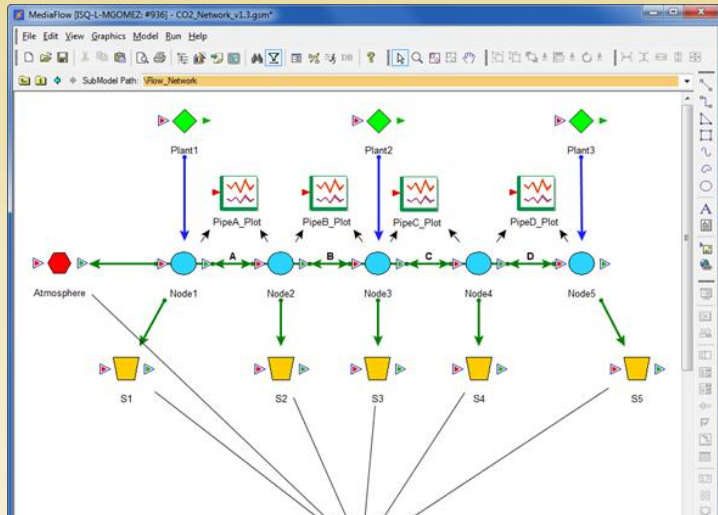 MediaFlow [ISQ-L-MGOMEZ: #936] - CO2_Network_v1.3.gsm*
File Edit View Graphics Model Run Help
SubModel Path: \Flow_Network
Plant1 Plant2 Plant3
PipeA_Plot PipeB_Plot PipeC_Plot PipeD_Plot
A B C D
Atmosphere Node1 Node2 Node3 Node4 Node5
S1 S2 S3 S4 S5